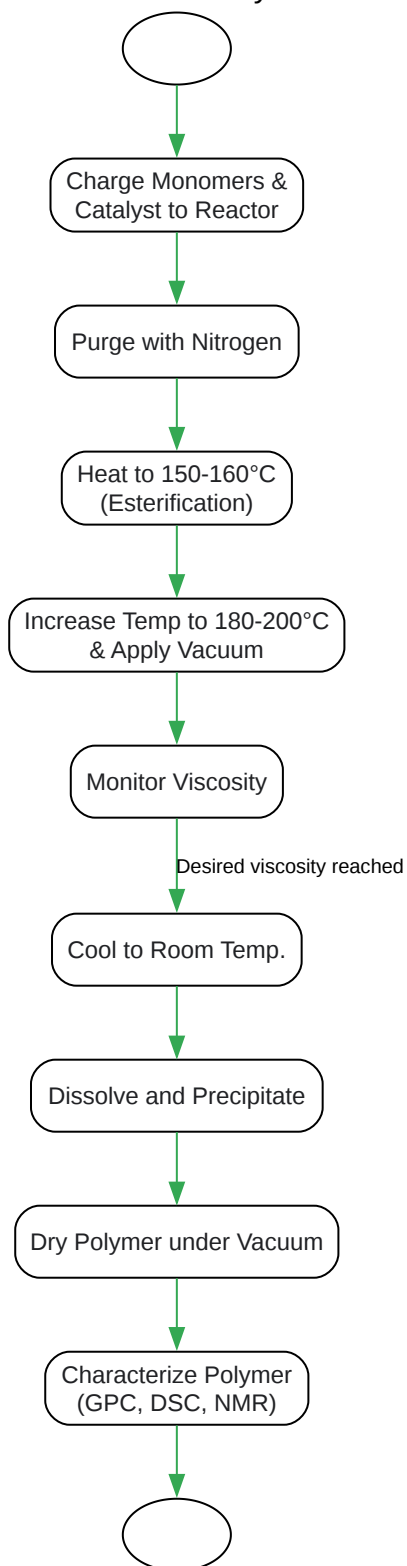 Charge Monomers &
Catalyst to Reactor
Purge with Nitrogen
Heat to 150-160°C
(Esterification)
Increase Temp to 180-200°C
& Apply Vacuum
Monitor Viscosity
Desired viscosity reached
Cool to Room Temp.
Dissolve and Precipitate
Dry Polymer under Vacuum
Characterize Polymer
(GPC, DSC, NMR)